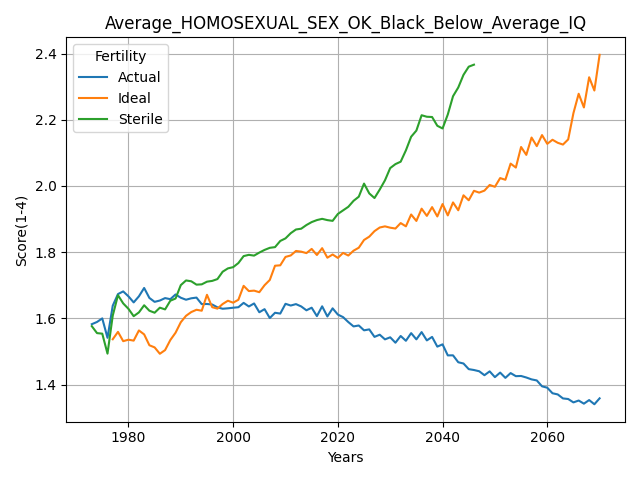 Average_HOMOSEXUAL_SEX_OK_Black_Below_Average_IQ
Fertility
Actual
Ideal
Sterile
Score(1-4)
2.4
2.2
2.0
1.8
1.6
1.4
1980
2000
2020
2040
2060
Years